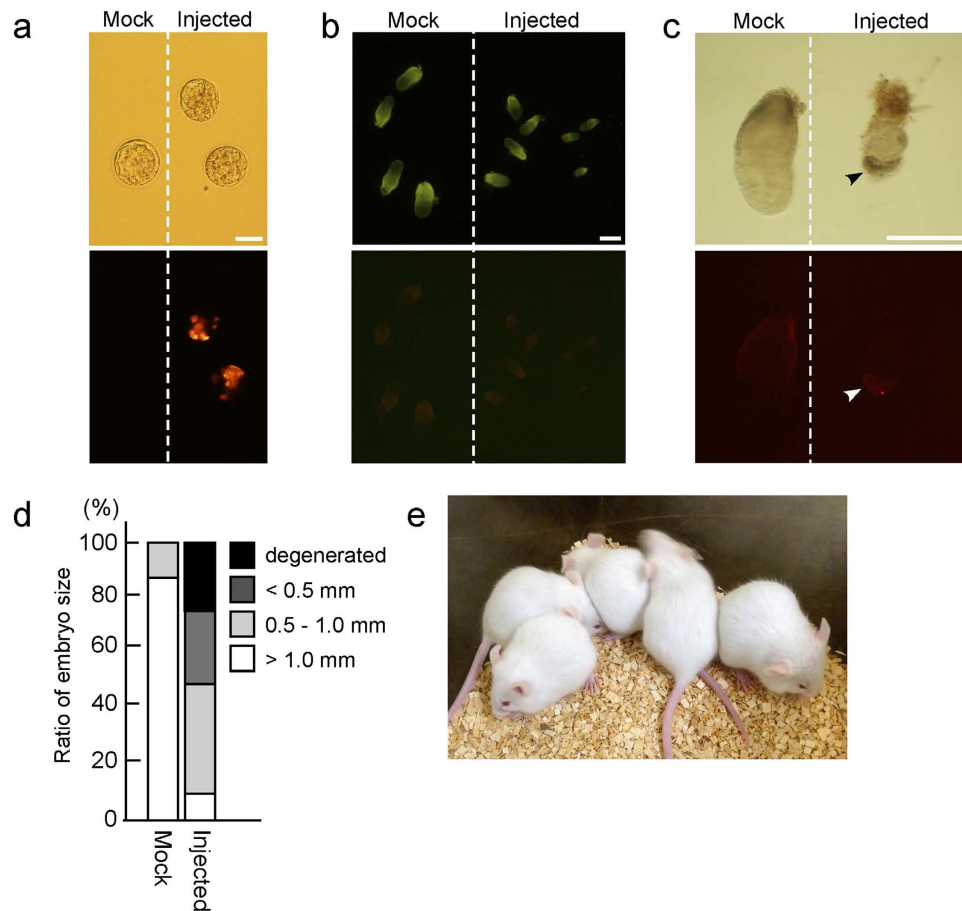 a
Mock Injected
b
Mock Injected
c
Mock Injected
d
(%)
100
80
60
40
20
0
Ratio of embryo size
Mock
Injected
degenerated
< 0.5 mm
0.5 - 1.0 mm
> 1.0 mm
e